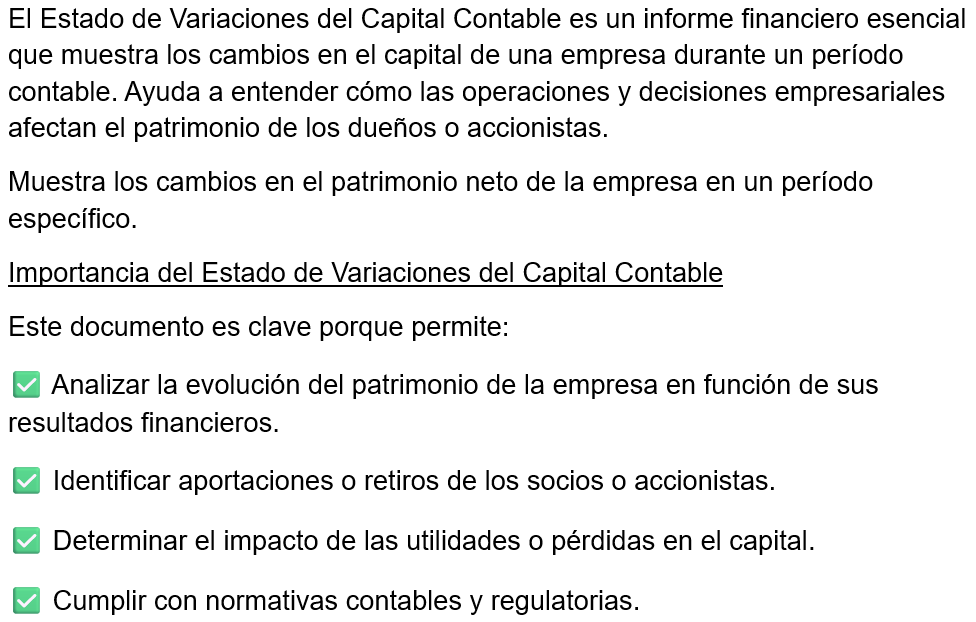 El Estado de Variaciones del Capital Contable es un informe financiero esencial
que muestra los cambios en el capital de una empresa durante un período
contable. Ayuda a entender cómo las operaciones y decisiones empresariales
afectan el patrimonio de los dueños o accionistas.
Muestra los cambios en el patrimonio neto de la empresa en un período
específico.
Importancia del Estado de Variaciones del Capital Contable
Este documento es clave porque permite:
✅ Analizar la evolución del patrimonio de la empresa en función de sus
resultados financieros.
✅ Identificar aportaciones o retiros de los socios o accionistas.
✅ Determinar el impacto de las utilidades o pérdidas en el capital.
✅ Cumplir con normativas contables y regulatorias.